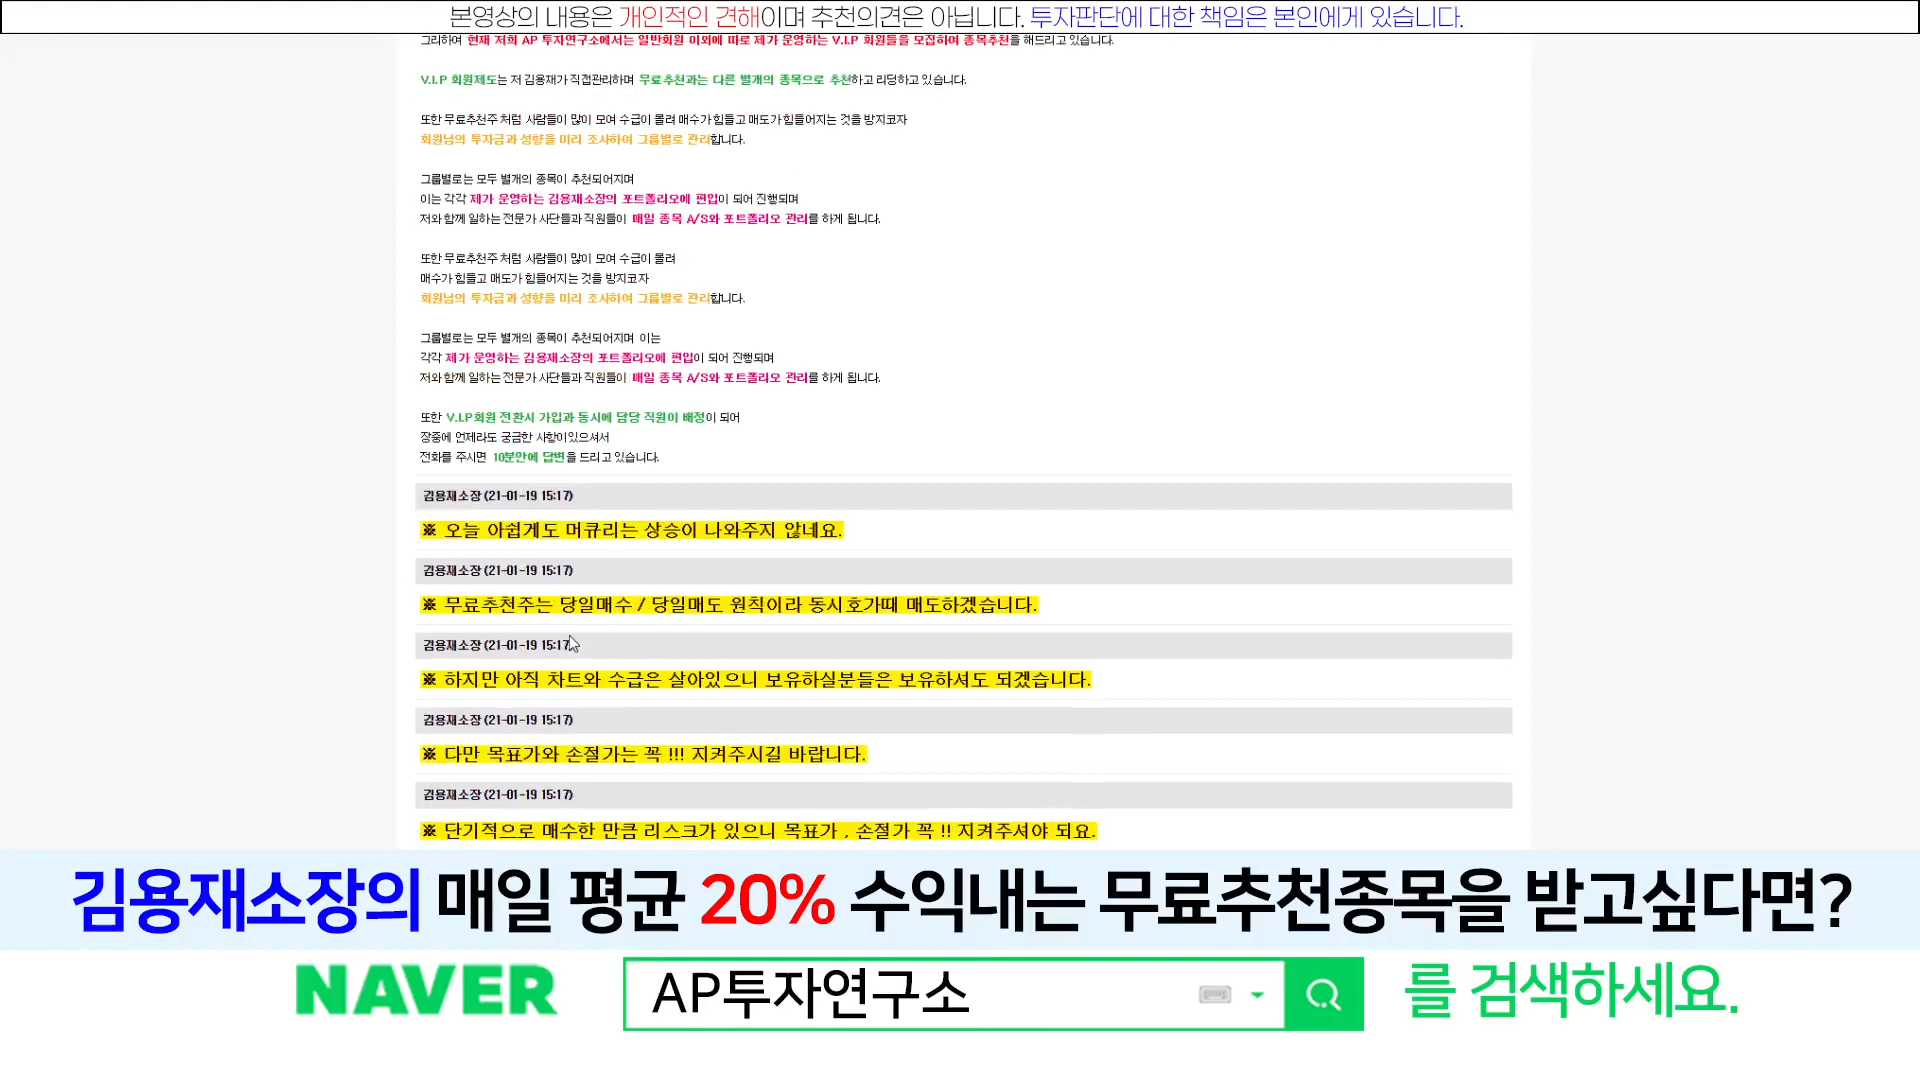 본영상의 내용은 개인적인 견해이며 추천의견은 아닙니다. 투자판단에 대한 책임은 본인에게 있습니다.
그리하여 현재 저희 AP 투자연구소에서는 일반회원 이외에 따로 제가 운영하는 V.I.P 회원들을 모집하여 종목추천을 해드리고 있습니다.
V.I.P 회원제도는 저 김용재가 직접관리하며 무료추천과는 다른 별개의 종목으로 추천하고 리딩하고 있습니다.
또한 무료추천주 처럼 사람들이 많이 모여 수급이 몰려 매수가 힘들고 매도가 힘들어지는 것을 방지코자
회원님의 투자금과 성향을 미리 조사하여 그룹별로 관리합니다.
그룹별로는 모두 별개의 종목이 추천되어지며
이는 각각 제가 운영하는 김용재소장의 포트폴리오에 편입이 되어 진행되며
저와 함께 일하는 전문가 사단들과 직원들이 매일 종목 A/S와 포트폴리오 관리를 하게 됩니다.
또한 무료추천주 처럼 사람들이 많이 모여 수급이 몰려
매수가 힘들고 매도가 힘들어지는 것을 방지코자
회원님의 투자금과 성향을 미리 조사하여 그룹별로 관리합니다.
그룹별로는 모두 별개의 종목이 추천되어지며 이는
각각 제가 운영하는 김용재소장의 포트폴리오에 편입이 되어 진행되며
저와 함께 일하는 전문가 사단들과 직원들이 매일 종목 A/S와 포트폴리오 관리를 하게 됩니다.
또한 V.I.P회원 전환시 가입과 동시에 담당 직원이 배정이 되어
장중에 언제라도 궁금한 사항이있으셔서
전화를 주시면 10분안에 답변을 드리고 있습니다.
김용재소장 (21-01-19 15:17)
※ 오늘 아쉽게도 머큐리는 상승이 나와주지 않네요.
김용재소장 (21-01-19 15:17)
※ 무료추천주는 당일매수 / 당일매도 원칙이라 동시호가때 매도하겠습니다.
김용재소장 (21-01-19 15:17)
※ 하지만 아직 차트와 수급은 살아있으니 보유하실분들은 보유하셔도 되겠습니다.
김용재소장 (21-01-19 15:17)
※ 다만 목표가와 손절가는 꼭 !!! 지켜주시길 바랍니다.
김용재소장 (21-01-19 15:17)
※ 단기적으로 매수한 만큼 리스크가 있으니 목표가 , 손절가 꼭 !! 지켜주셔야 되요.
김용재소장의 매일 평균 20% 수익내는 무료추천종목을 받고싶다면?
NAVER AP투자연구소 를 검색하세요.